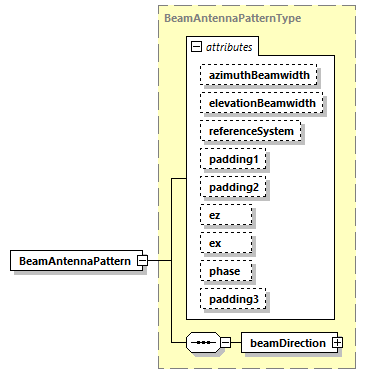 BeamAntennaPatternType
attributes
azimuthBeamwidth
elevationBeamwidth
referenceSystem
padding1
padding2
ez
ex
phase
padding3
BeamAntennaPattern
beamDirection